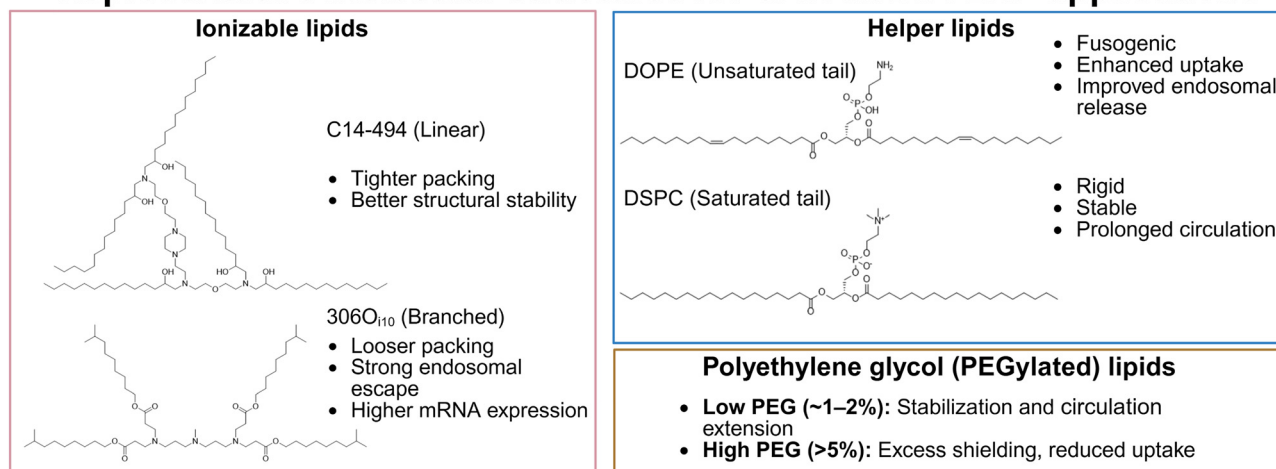 Ionizable lipids
C14-494 (Linear)
• Tighter packing
• Better structural stability
306Oi10 (Branched)
• Looser packing
• Strong endosomal
escape
• Higher mRNA expression
Helper lipids
DOPE (Unsaturated tail)
• Fusogenic
• Enhanced uptake
• Improved endosomal
release
DSPC (Saturated tail)
• Rigid
• Stable
• Prolonged circulation
Polyethylene glycol (PEGylated) lipids
• Low PEG (~1–2%): Stabilization and circulation
extension
• High PEG (>5%): Excess shielding, reduced uptake